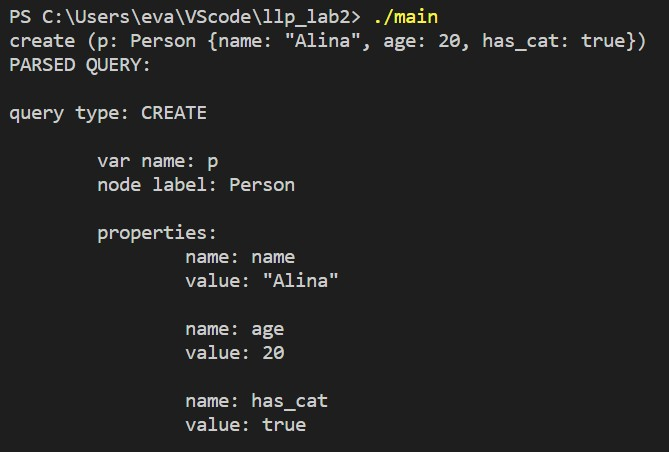 PS C:\Users\eva\VScode\llp_lab2> ./main
create (p: Person {name: "Alina", age: 20, has_cat: true})
PARSED QUERY:
query type: CREATE
var name: p
node label: Person
properties:
name: name
value: "Alina"
name: age
value: 20
name: has_cat
value: true